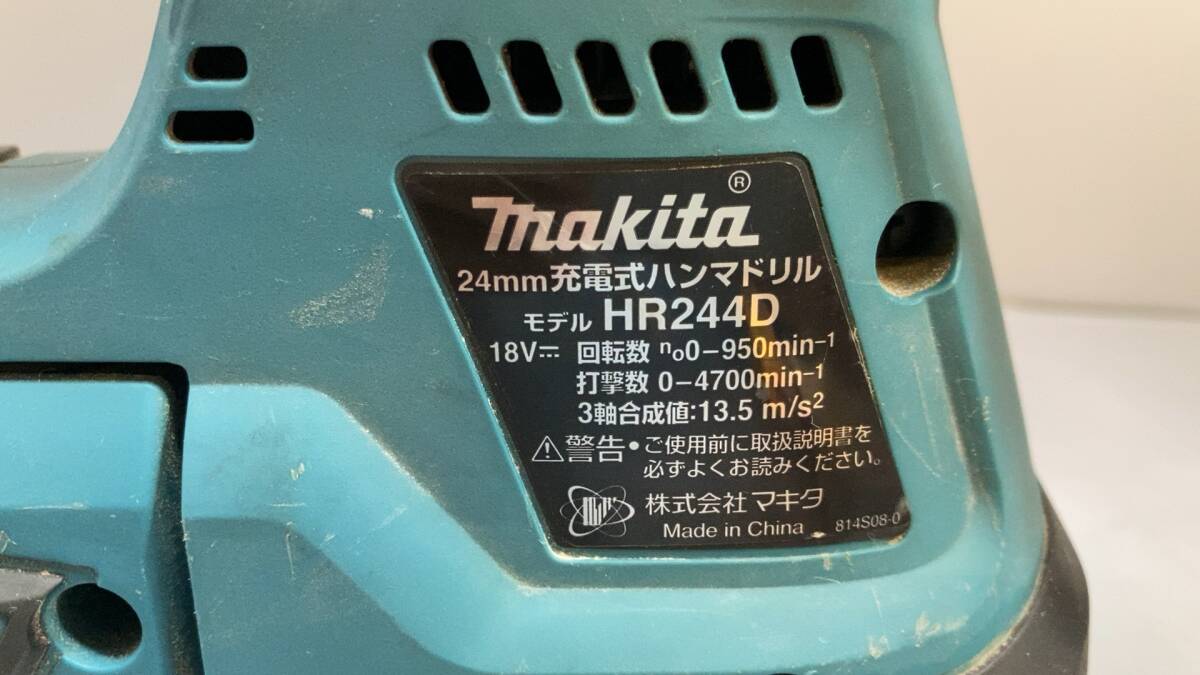 makita®
24mm充電式ハンマドリル
モデル HR244D
18V⎓ 回転数 n₀0-950min⁻¹
打撃数 0-4700min⁻¹
3軸合成値:13.5 m/s²
⚠警告・ご使用前に取扱説明書を
必ずよくお読みください。
株式会社マキタ
Made in China 814S08-0